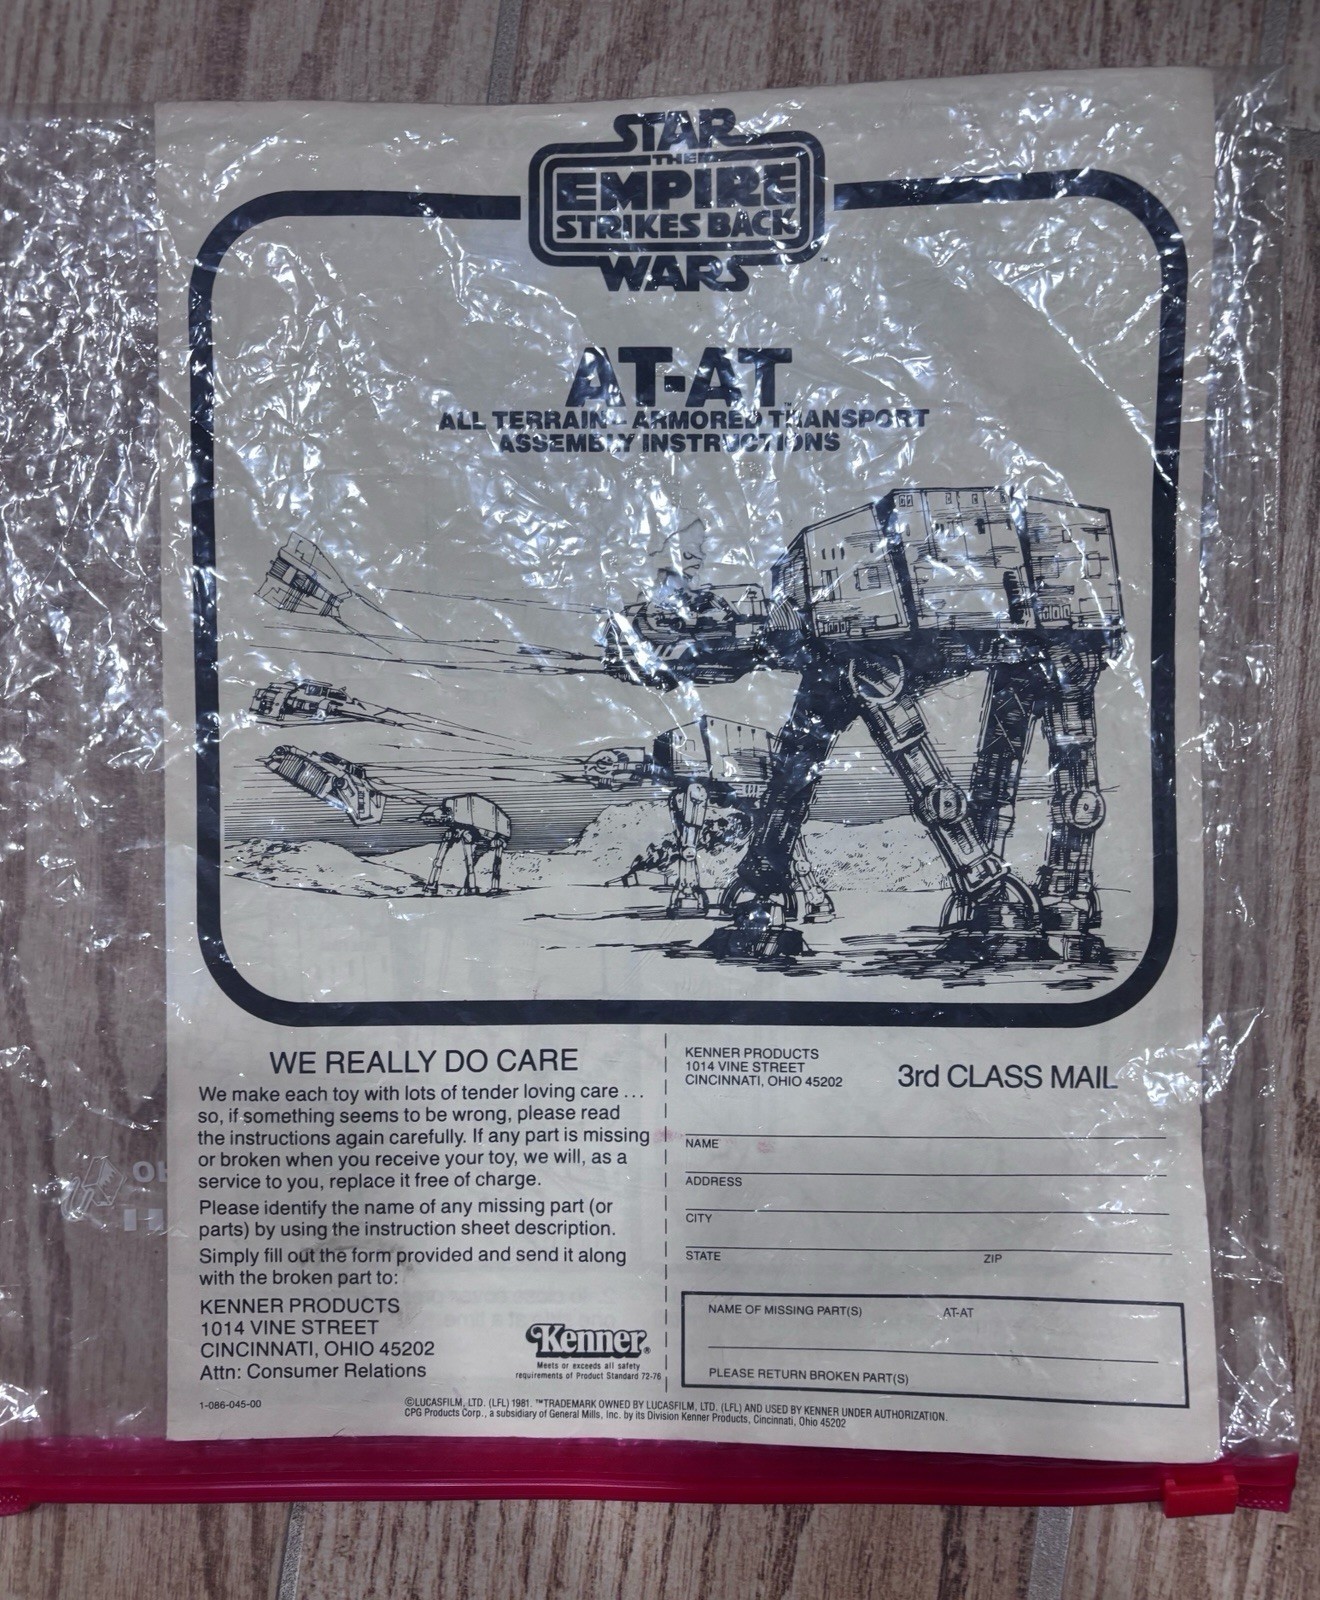 STAR
THE
EMPIRE
STRIKES BACK
WARS
™
AT-AT™
ALL TERRAIN - ARMORED TRANSPORT
ASSEMBLY INSTRUCTIONS
WE REALLY DO CARE
We make each toy with lots of tender loving care ...
so, if something seems to be wrong, please read
the instructions again carefully. If any part is missing
or broken when you receive your toy, we will, as a
service to you, replace it free of charge.
Please identify the name of any missing part (or
parts) by using the instruction sheet description.
Simply fill out the form provided and send it along
with the broken part to:
KENNER PRODUCTS
1014 VINE STREET
CINCINNATI, OHIO 45202
Attn: Consumer Relations
Kenner®
Meets or exceeds all safety
requirements of Product Standard 72-76
KENNER PRODUCTS
1014 VINE STREET
CINCINNATI, OHIO 45202
3rd CLASS MAIL
NAME
ADDRESS
CITY
STATE ZIP
NAME OF MISSING PART(S) AT-AT
PLEASE RETURN BROKEN PART(S)
1-086-045-00
©LUCASFILM, LTD. (LFL) 1981. ™TRADEMARK OWNED BY LUCASFILM, LTD. (LFL) AND USED BY KENNER UNDER AUTHORIZATION.
CPG Products Corp., a subsidiary of General Mills, Inc. by its Division Kenner Products, Cincinnati, Ohio 45202